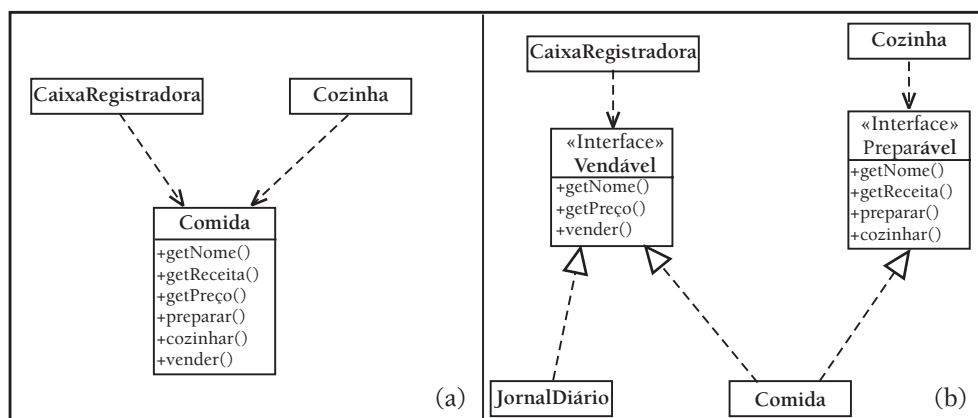 CaixaRegistradora
Cozinha
Comida
+getNome()
+getReceita()
+getPreço()
+preparar()
+cozinhar()
+vender()
(a)
CaixaRegistradora
Cozinha
«Interface»
Vendável
+getNome()
+getPreço()
+vender()
«Interface»
Preparável
+getNome()
+getReceita()
+preparar()
+cozinhar()
JornalDiário
Comida
(b)